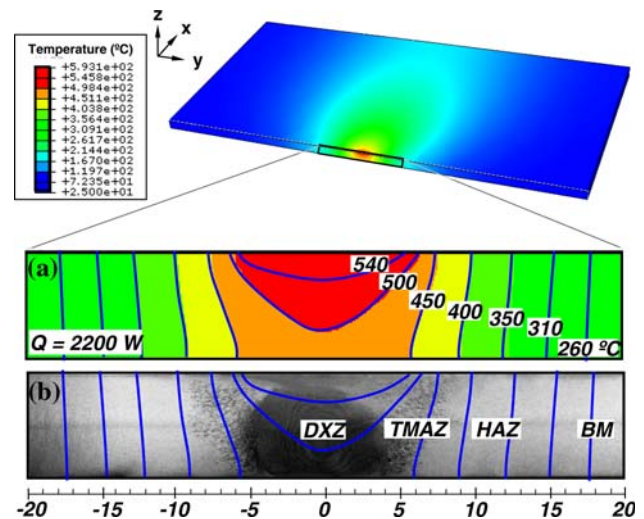 z
x
y
Temperature (ºC)
+5.931e+02
+5.458e+02
+4.984e+02
+4.511e+02
+4.038e+02
+3.564e+02
+3.091e+02
+2.617e+02
+2.144e+02
+1.670e+02
+1.197e+02
+7.235e+01
+2.500e+01
(a)
540
500
450
400
350
310
260 ºC
Q = 2200 W
(b)
DXZ
TMAZ
HAZ
BM
-20 -15 -10 -5 0 5 10 15 20